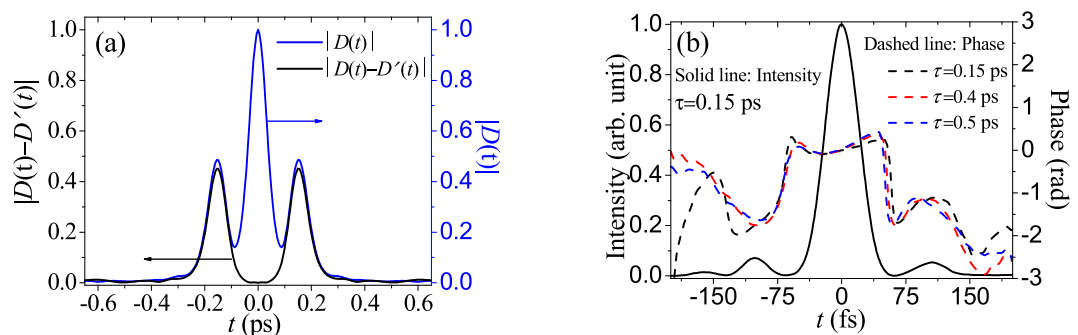 (a)
|D(t)|
|D(t)–D′(t)|
|D(t)–D′(t)|
|D(t)|
1.0
0.8
0.6
0.4
0.2
0.0
1.0
0.8
0.6
0.4
0.2
0.0
-0.6 -0.4 -0.2 0.0 0.2 0.4 0.6
t (ps)
(b)
Dashed line: Phase
Solid line: Intensity
τ=0.15 ps
τ=0.15 ps
τ=0.4 ps
τ=0.5 ps
Intensity (arb. unit)
Phase (rad)
1.0
0.8
0.6
0.4
0.2
0.0
3
2
1
0
-1
-2
-3
-150 -75 0 75 150
t (fs)